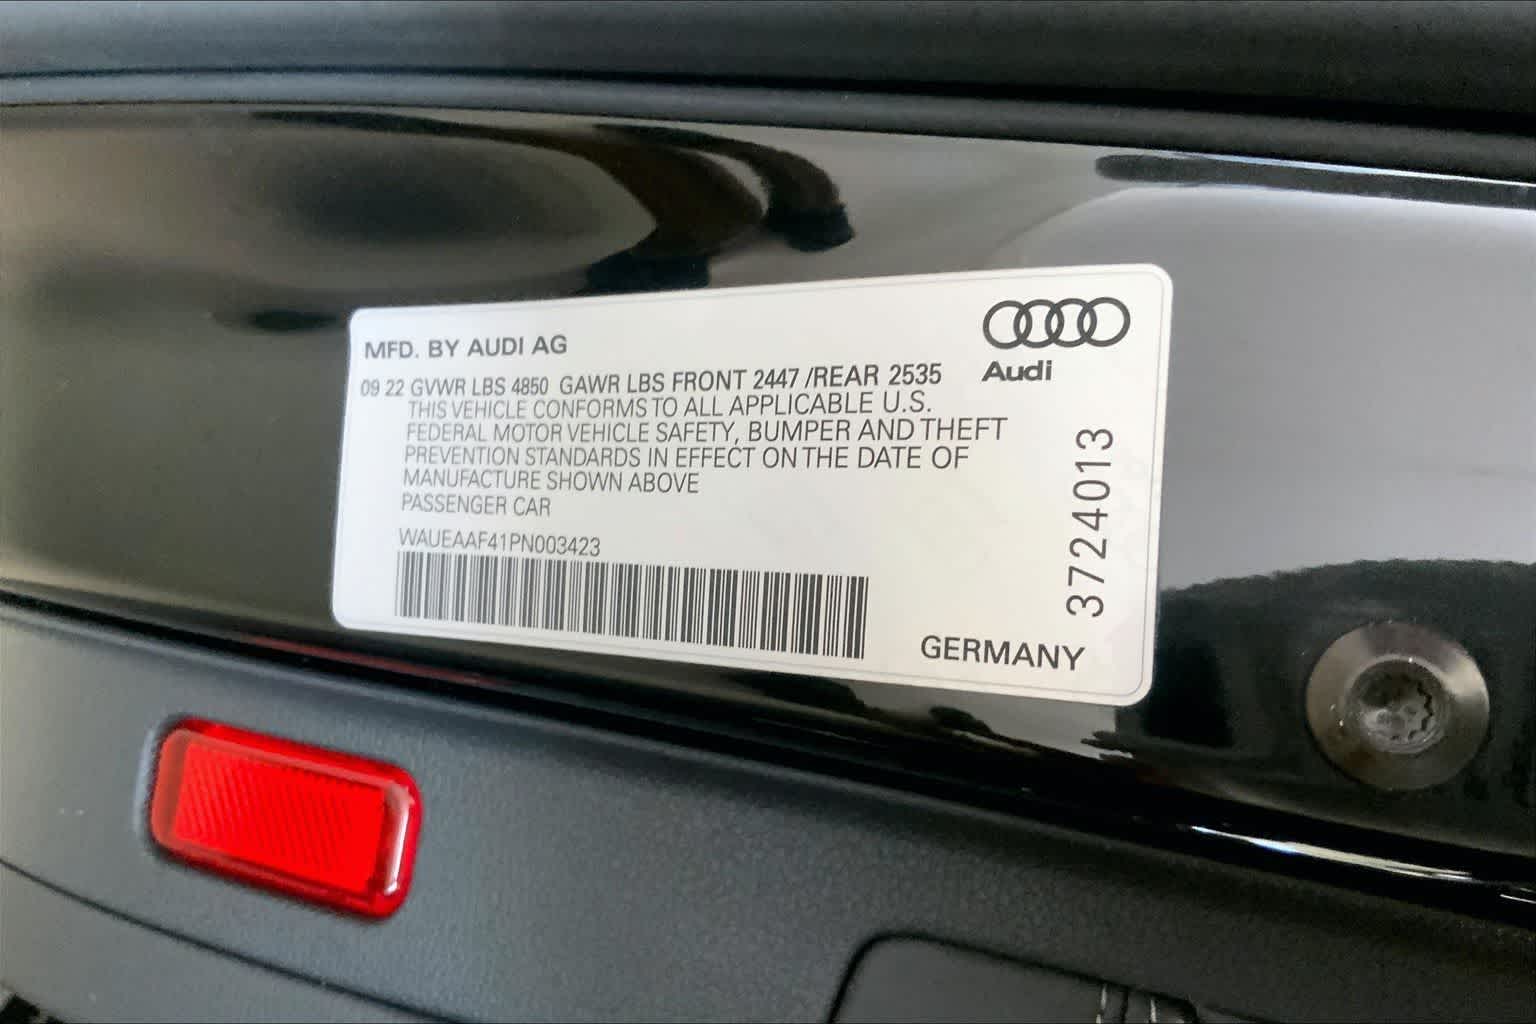 MFD. BY AUDI AG
Audi
09 22 GVWR LBS 4850 GAWR LBS FRONT 2447 /REAR 2535
THIS VEHICLE CONFORMS TO ALL APPLICABLE U.S.
FEDERAL MOTOR VEHICLE SAFETY, BUMPER AND THEFT
PREVENTION STANDARDS IN EFFECT ON THE DATE OF
MANUFACTURE SHOWN ABOVE
PASSENGER CAR
WAUEAAF41PN003423
GERMANY
3724013